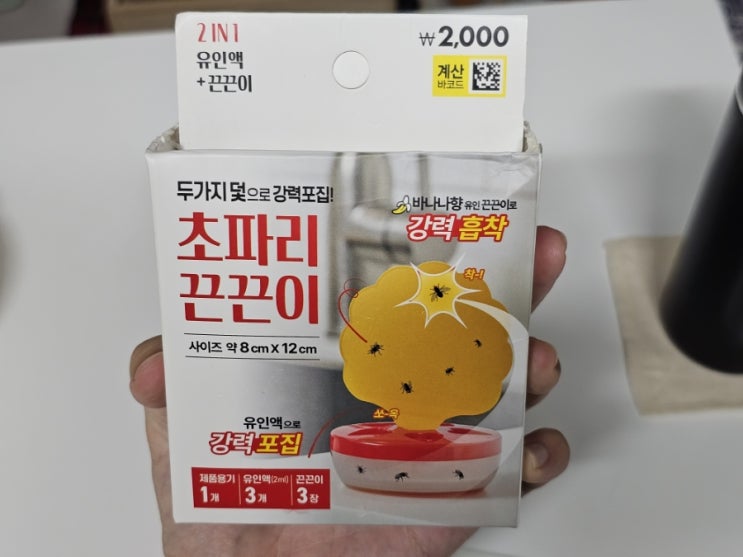 2 IN 1
유인액
+끈끈이
₩2,000
계산
바코드
두가지 덫으로 강력포집!
초파리
끈끈이
사이즈 약 8cm X 12cm
바나나향 유인 끈끈이로
강력 흡착
착~!
쏘~옥
유인액으로
강력 포집
제품용기
1개
유인액(2ml)
3개
끈끈이
3장